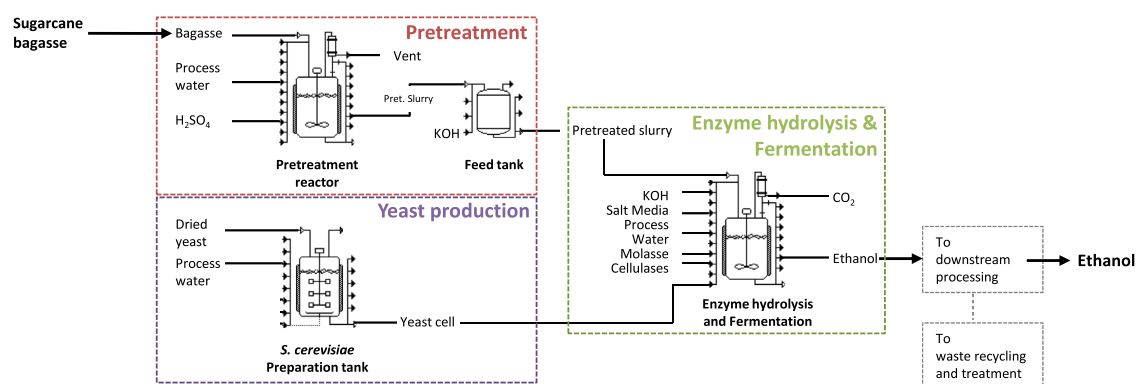 Sugarcane
bagasse
Pretreatment
Bagasse
Vent
Process
water
Pret. Slurry
H₂SO₄
KOH
Pretreatment
reactor
Feed tank
Enzyme hydrolysis &
Fermentation
Pretreated slurry
KOH
Salt Media
Process
Water
Molasse
Cellulases
CO₂
Ethanol
Enzyme hydrolysis
and Fermentation
Yeast production
Dried
yeast
Process
water
Yeast cell
S. cerevisiae
Preparation tank
To
downstream
processing
Ethanol
To
waste recycling
and treatment